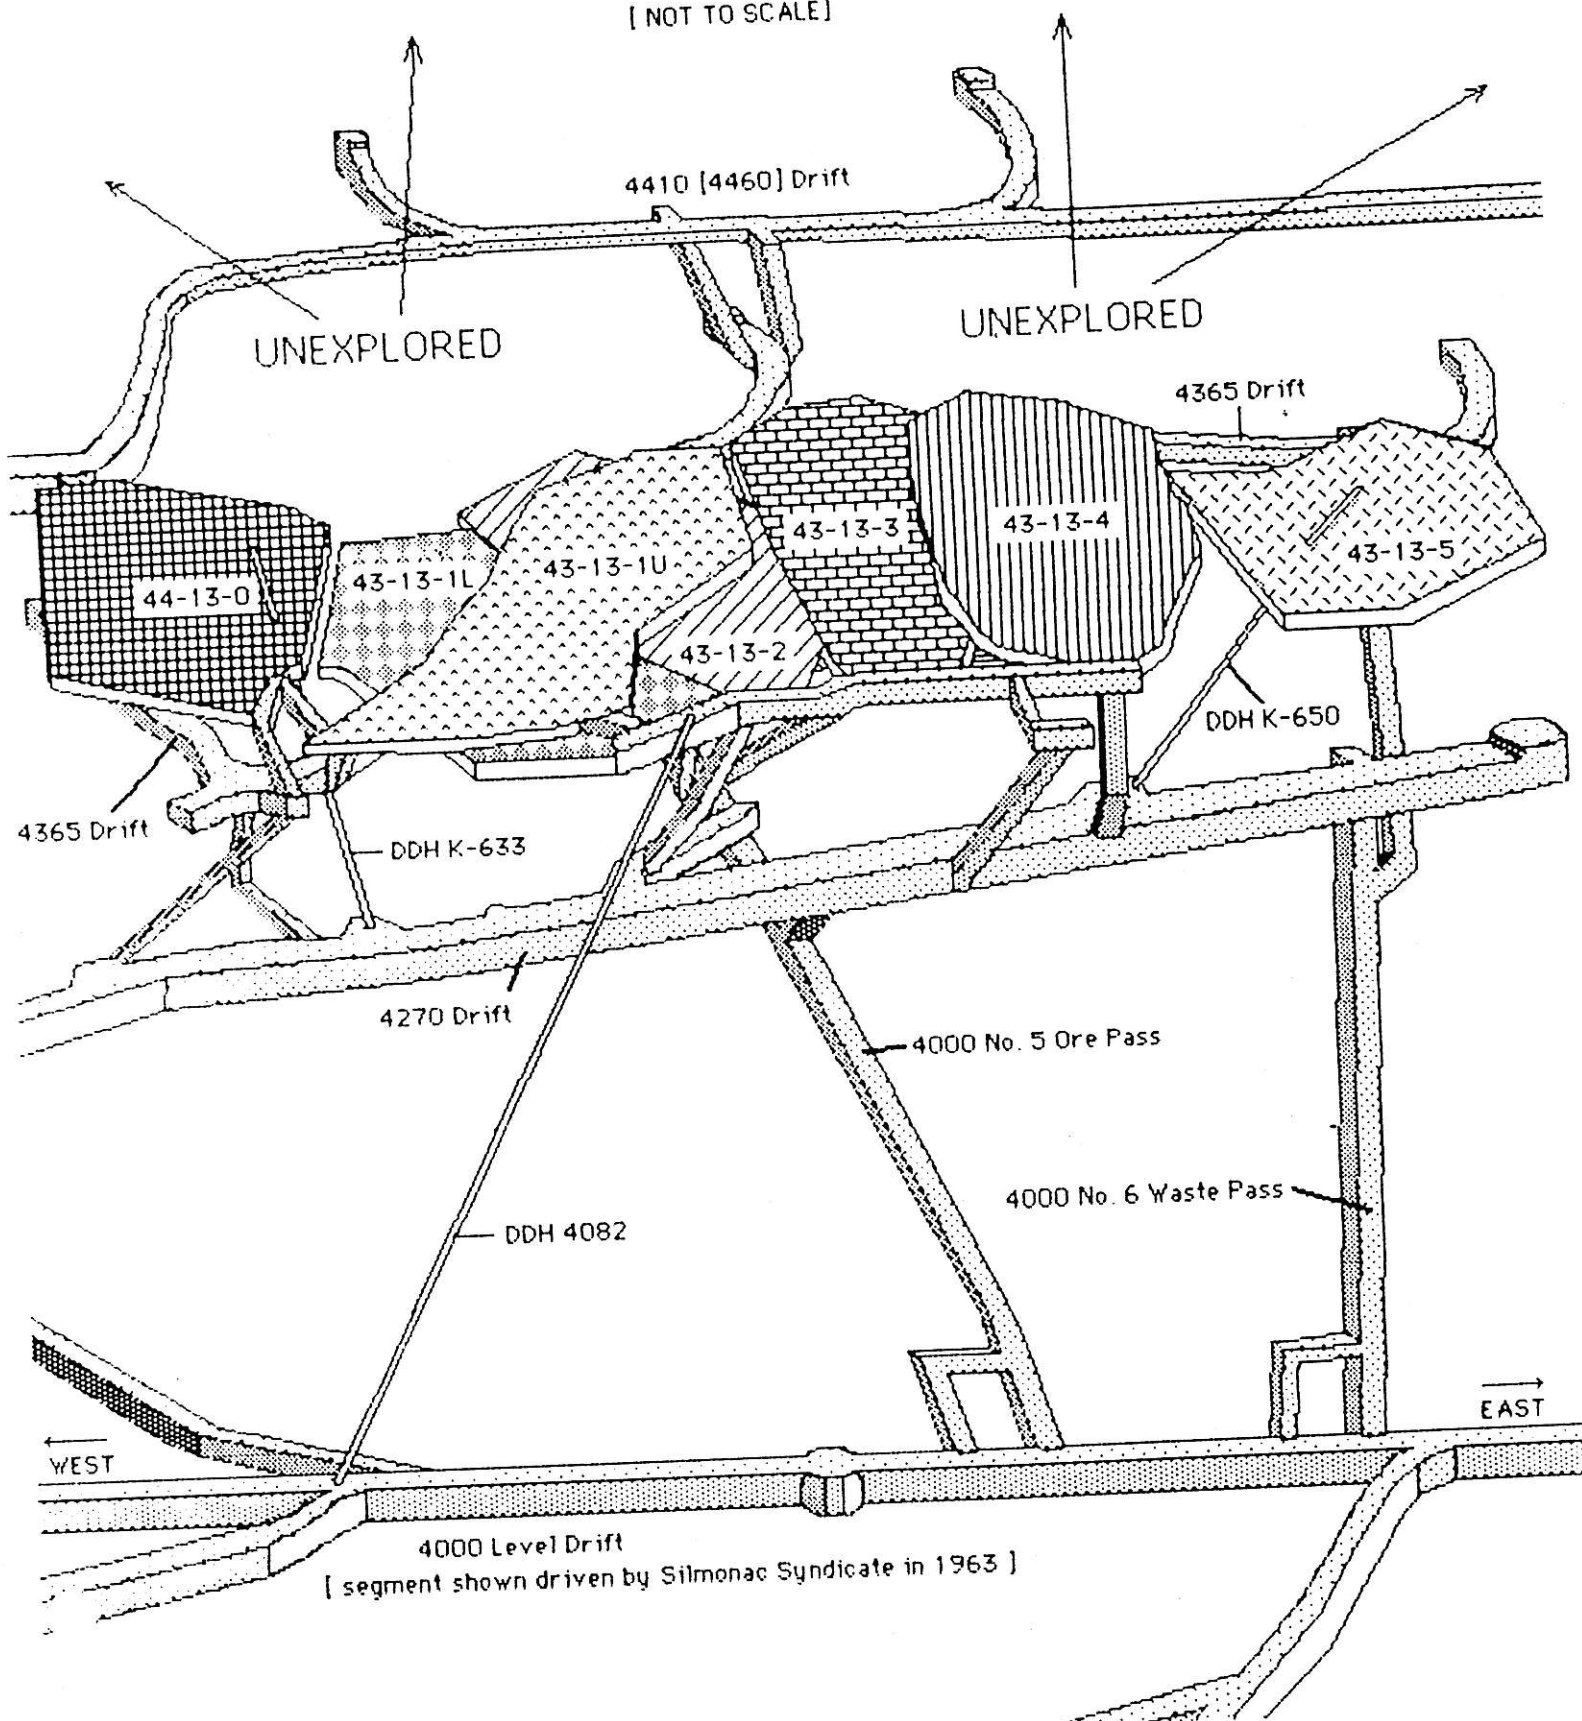 [ NOT TO SCALE]
4410 [4460] Drift
UNEXPLORED
UNEXPLORED
4365 Drift
43-13-3
43-13-4
43-13-5
44-13-0
43-13-1L
43-13-1U
43-13-2
DDH K-650
4365 Drift
DDH K-633
4270 Drift
4000 No. 5 Ore Pass
4000 No. 6 Waste Pass
DDH 4082
EAST
WEST
4000 Level Drift
[ segment shown driven by Silmonac Syndicate in 1963 ]